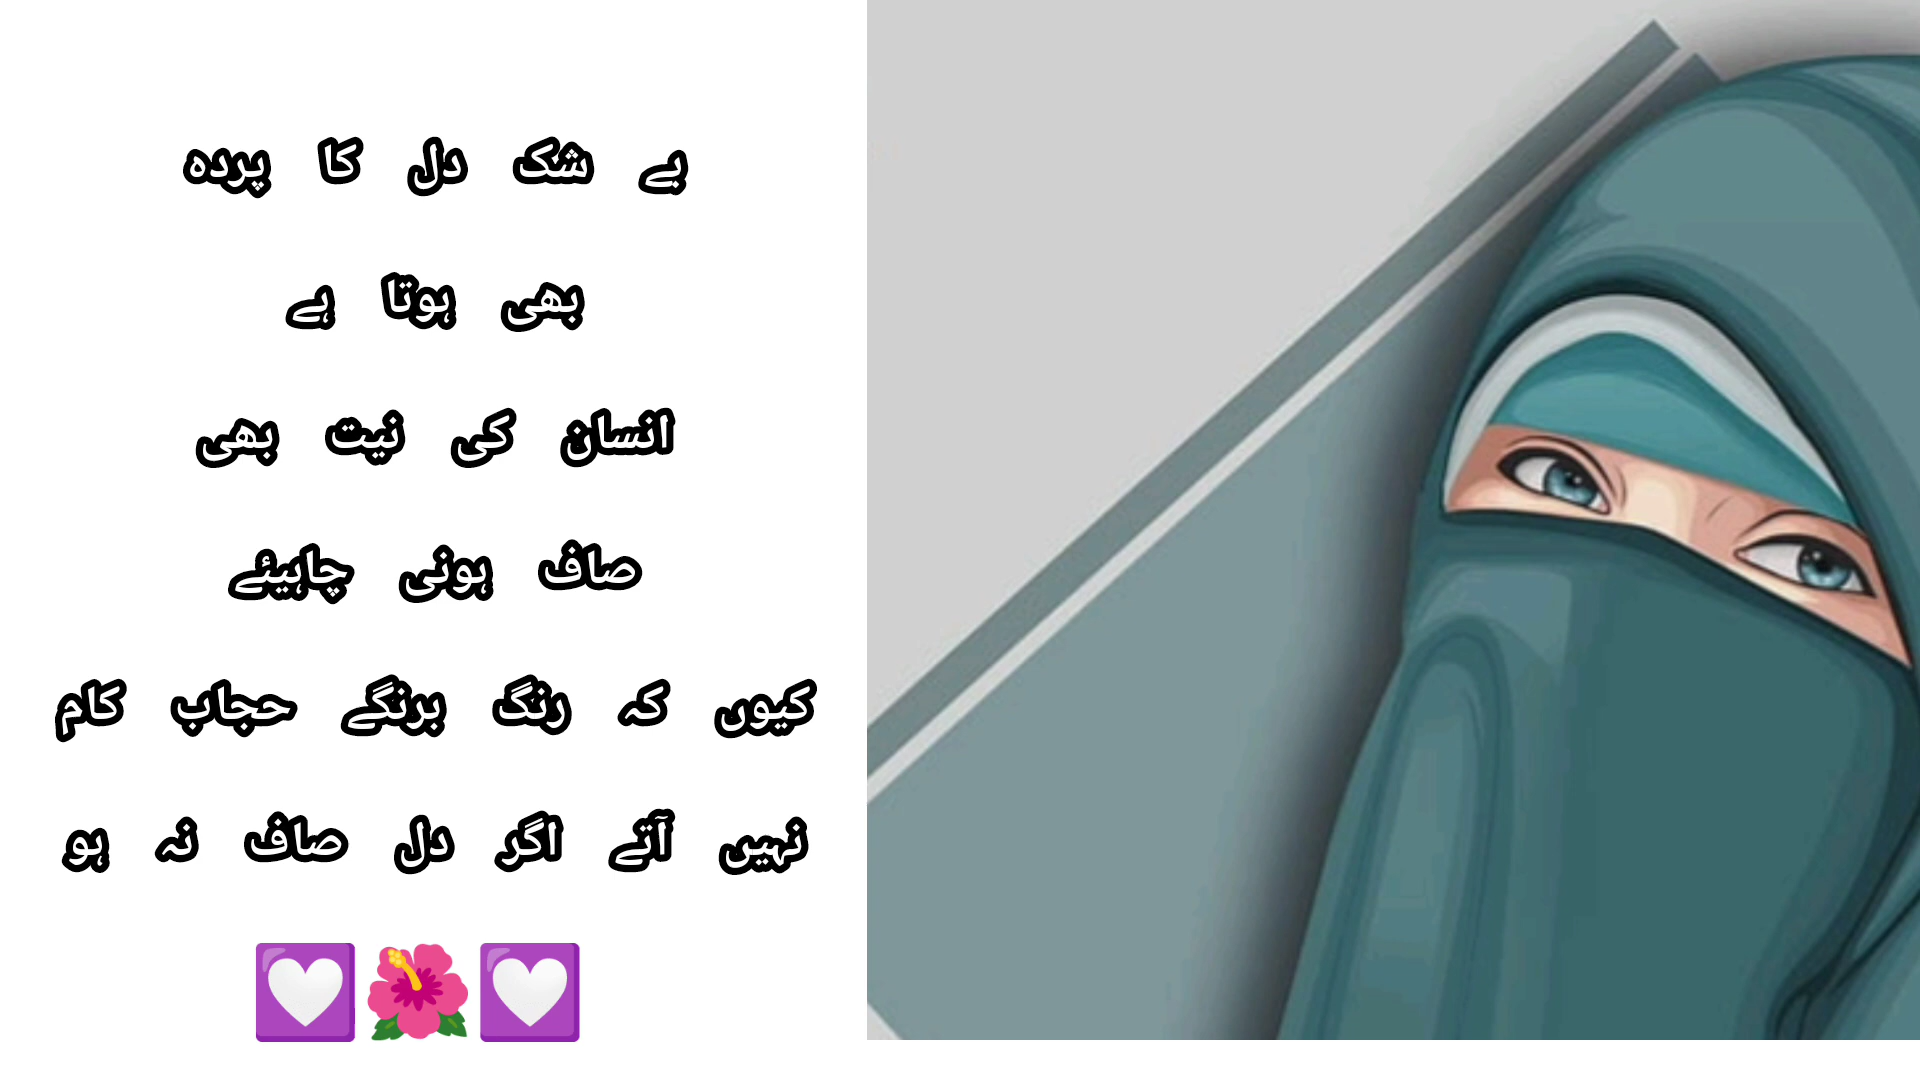 بے شک دل کا پردہ
بھی ہوتا ہے
انسان کی نیت بھی
صاف ہونی چاہیئے
کیوں کہ رنگ برنگے حجاب کام
نہیں آتے اگر دل صاف نہ ہو
💟🌺💟